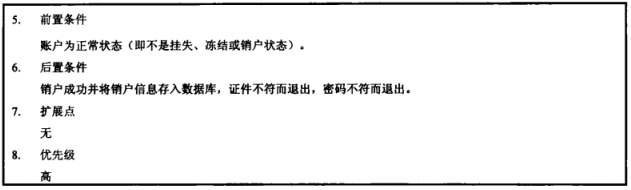 5. 前置条件
账户为正常状态（即不是挂失、冻结或销户状态）。
6. 后置条件
销户成功并将销户信息存入数据库，证件不符而退出，密码不符而退出。
7. 扩展点
无
8. 优先级
高